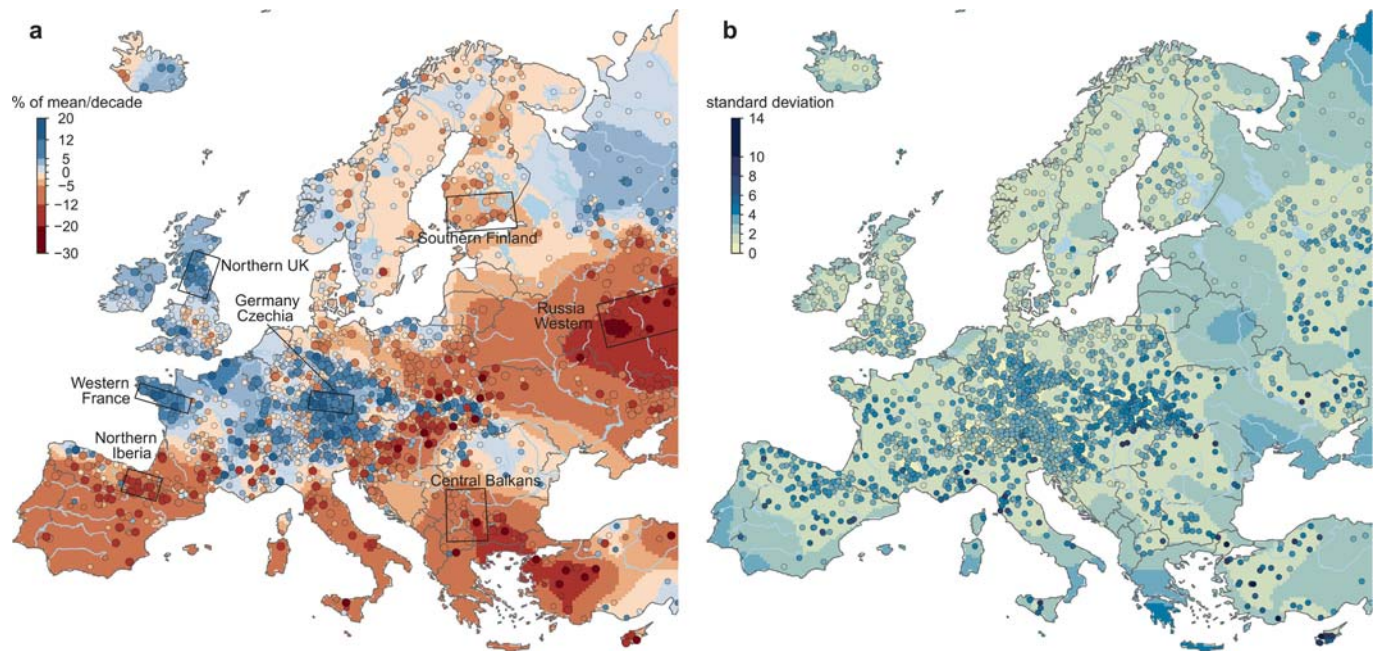 a
% of mean/decade
20
12
5
0
−5
−12
−20
−30
Southern Finland
Northern UK
Germany
Czechia
Russia
Western
Western
France
Northern
Iberia
Central Balkans
b
standard deviation
14
10
6
4
2
0